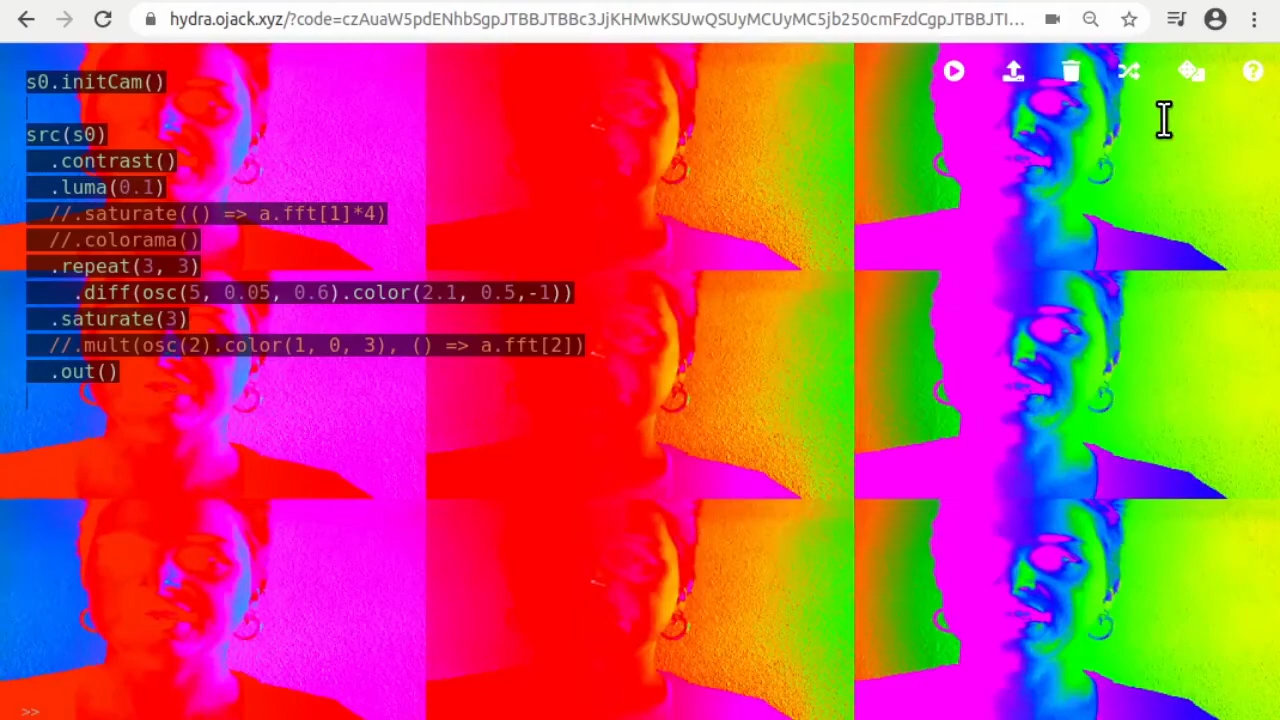 hydra.ojack.xyz/?code=czAuaW5pdENhbSgpJTBBJTBBc3JjKHMwKSUwQSUyMCUyMC5jb250cmFzdCgpJTBBJTI…
s0.initCam()
src(s0)
.contrast()
.luma(0.1)
//.saturate(() => a.fft[1]*4)
//.colorama()
.repeat(3, 3)
.diff(osc(5, 0.05, 0.6).color(2.1, 0.5,-1))
.saturate(3)
//.mult(osc(2).color(1, 0, 3), () => a.fft[2])
.out()
>>